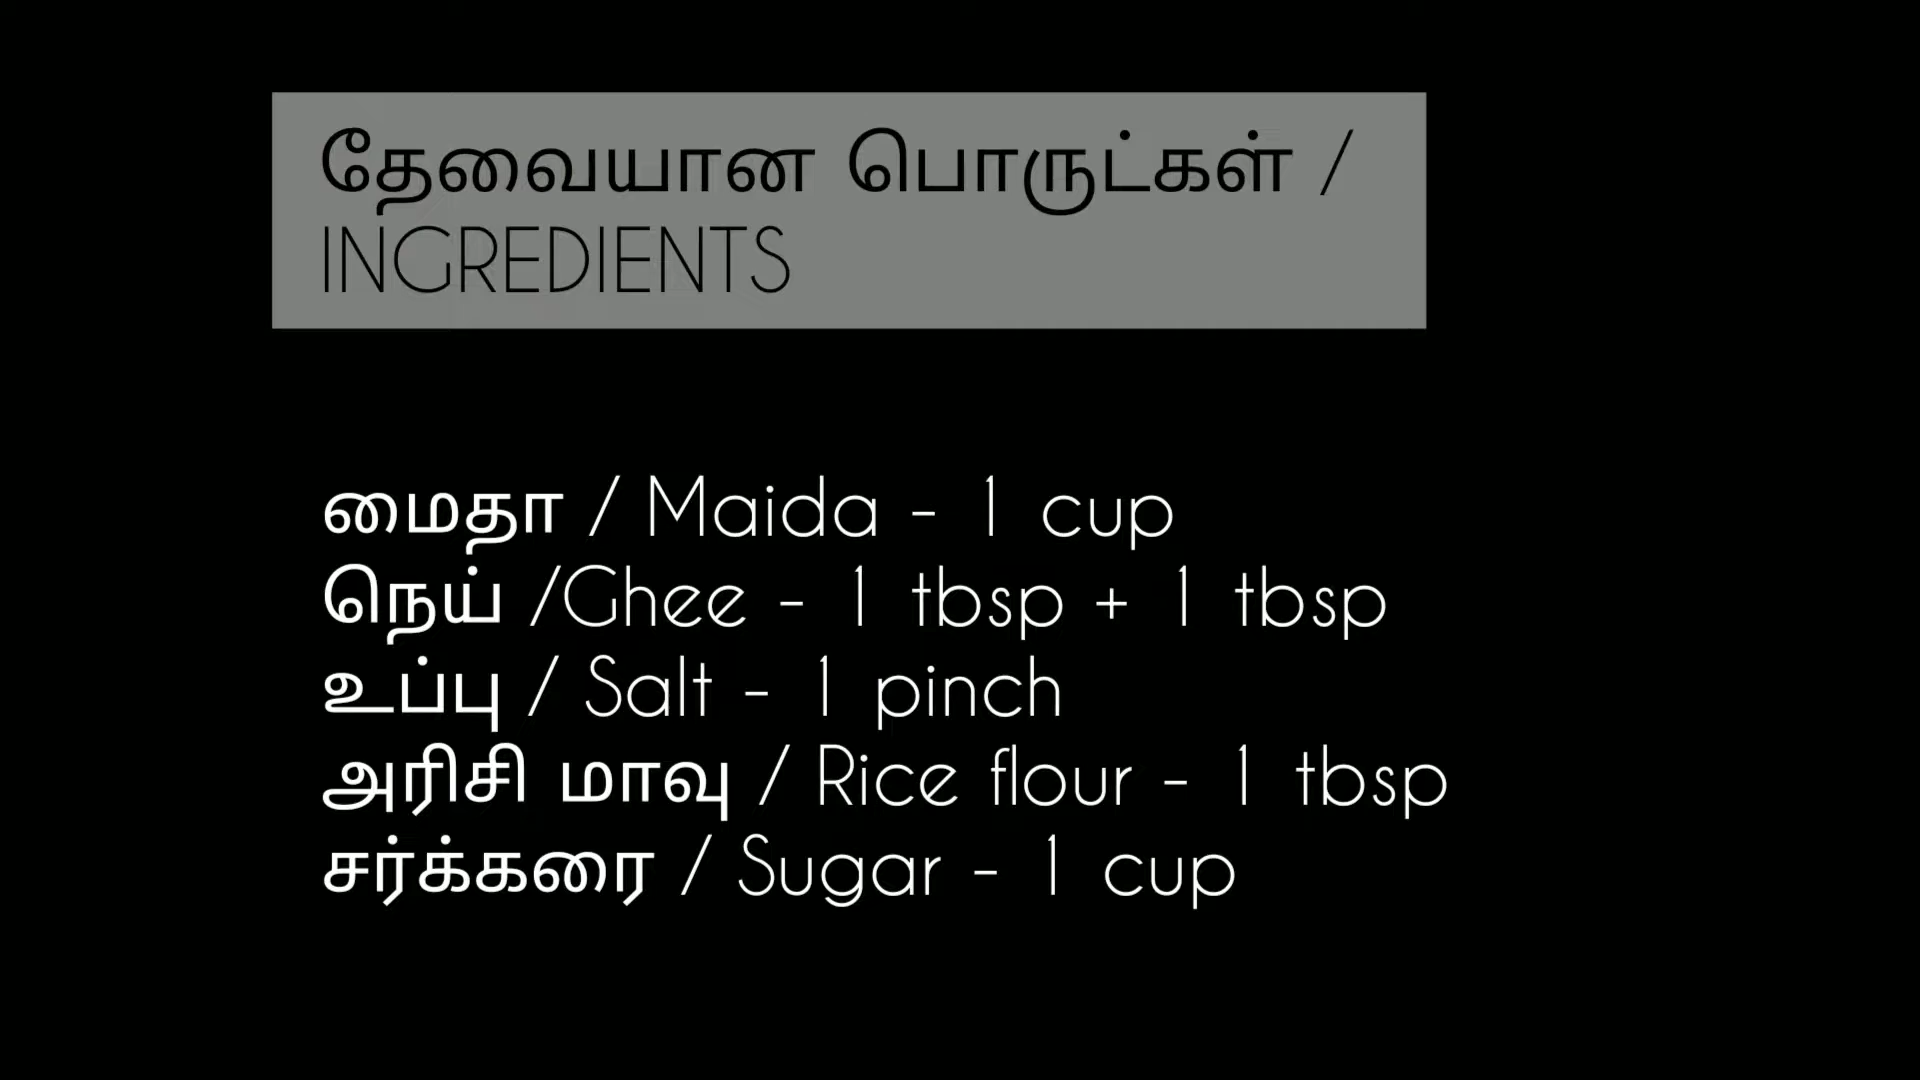 தேவையான பொருட்கள் /
INGREDIENTS
மைதா / Maida - 1 cup
நெய் /Ghee - 1 tbsp + 1 tbsp
உப்பு / Salt - 1 pinch
அரிசி மாவு / Rice flour - 1 tbsp
சர்க்கரை / Sugar - 1 cup